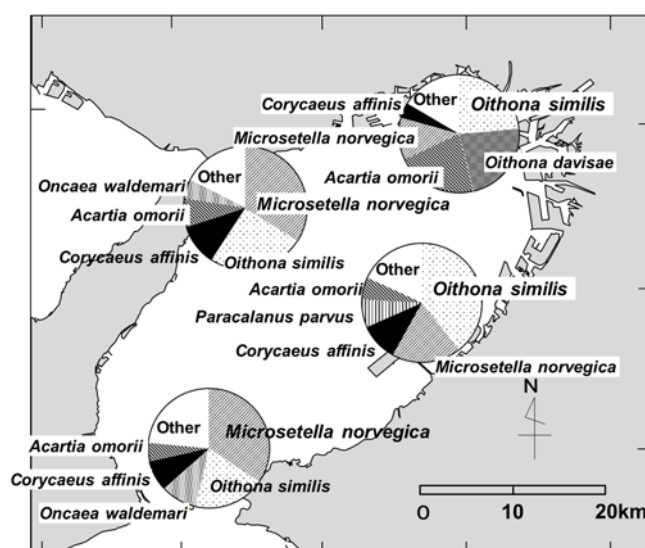 Corycaeus affinis
Other
Oithona similis
Microsetella norvegica
Oithona davisae
Acartia omorii
Other
Oncaea waldemari
Microsetella norvegica
Acartia omorii
Corycaeus affinis
Oithona similis
Other
Oithona similis
Acartia omorii
Paracalanus parvus
Corycaeus affinis
Microsetella norvegica
N
Other
Microsetella norvegica
Acartia omorii
Corycaeus affinis
Oithona similis
Oncaea waldemari
0 10 20km